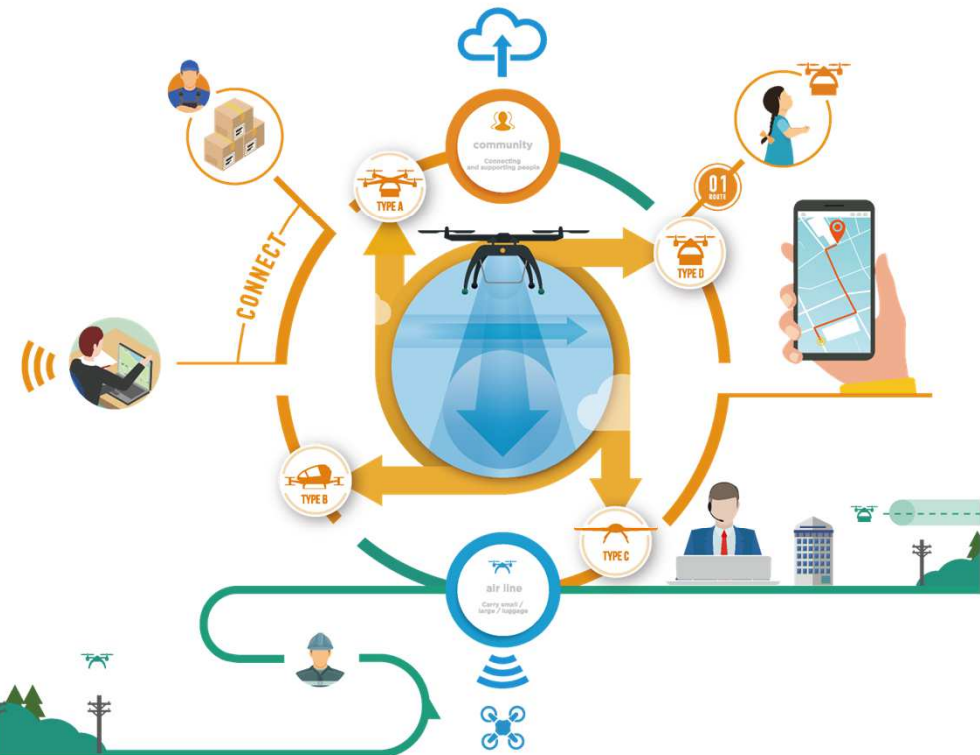 community
Connecting
and supporting people
TYPE A
01
ROUTE
TYPE D
CONNECT
TYPE B
TYPE C
air line
Carry small /
large / luggage